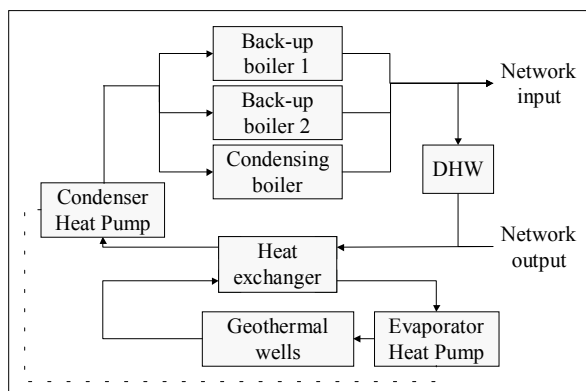 Back-up
boiler 1
Network
input
Back-up
boiler 2
Condensing
boiler
DHW
Condenser
Heat Pump
Heat
exchanger
Network
output
Geothermal
wells
Evaporator
Heat Pump